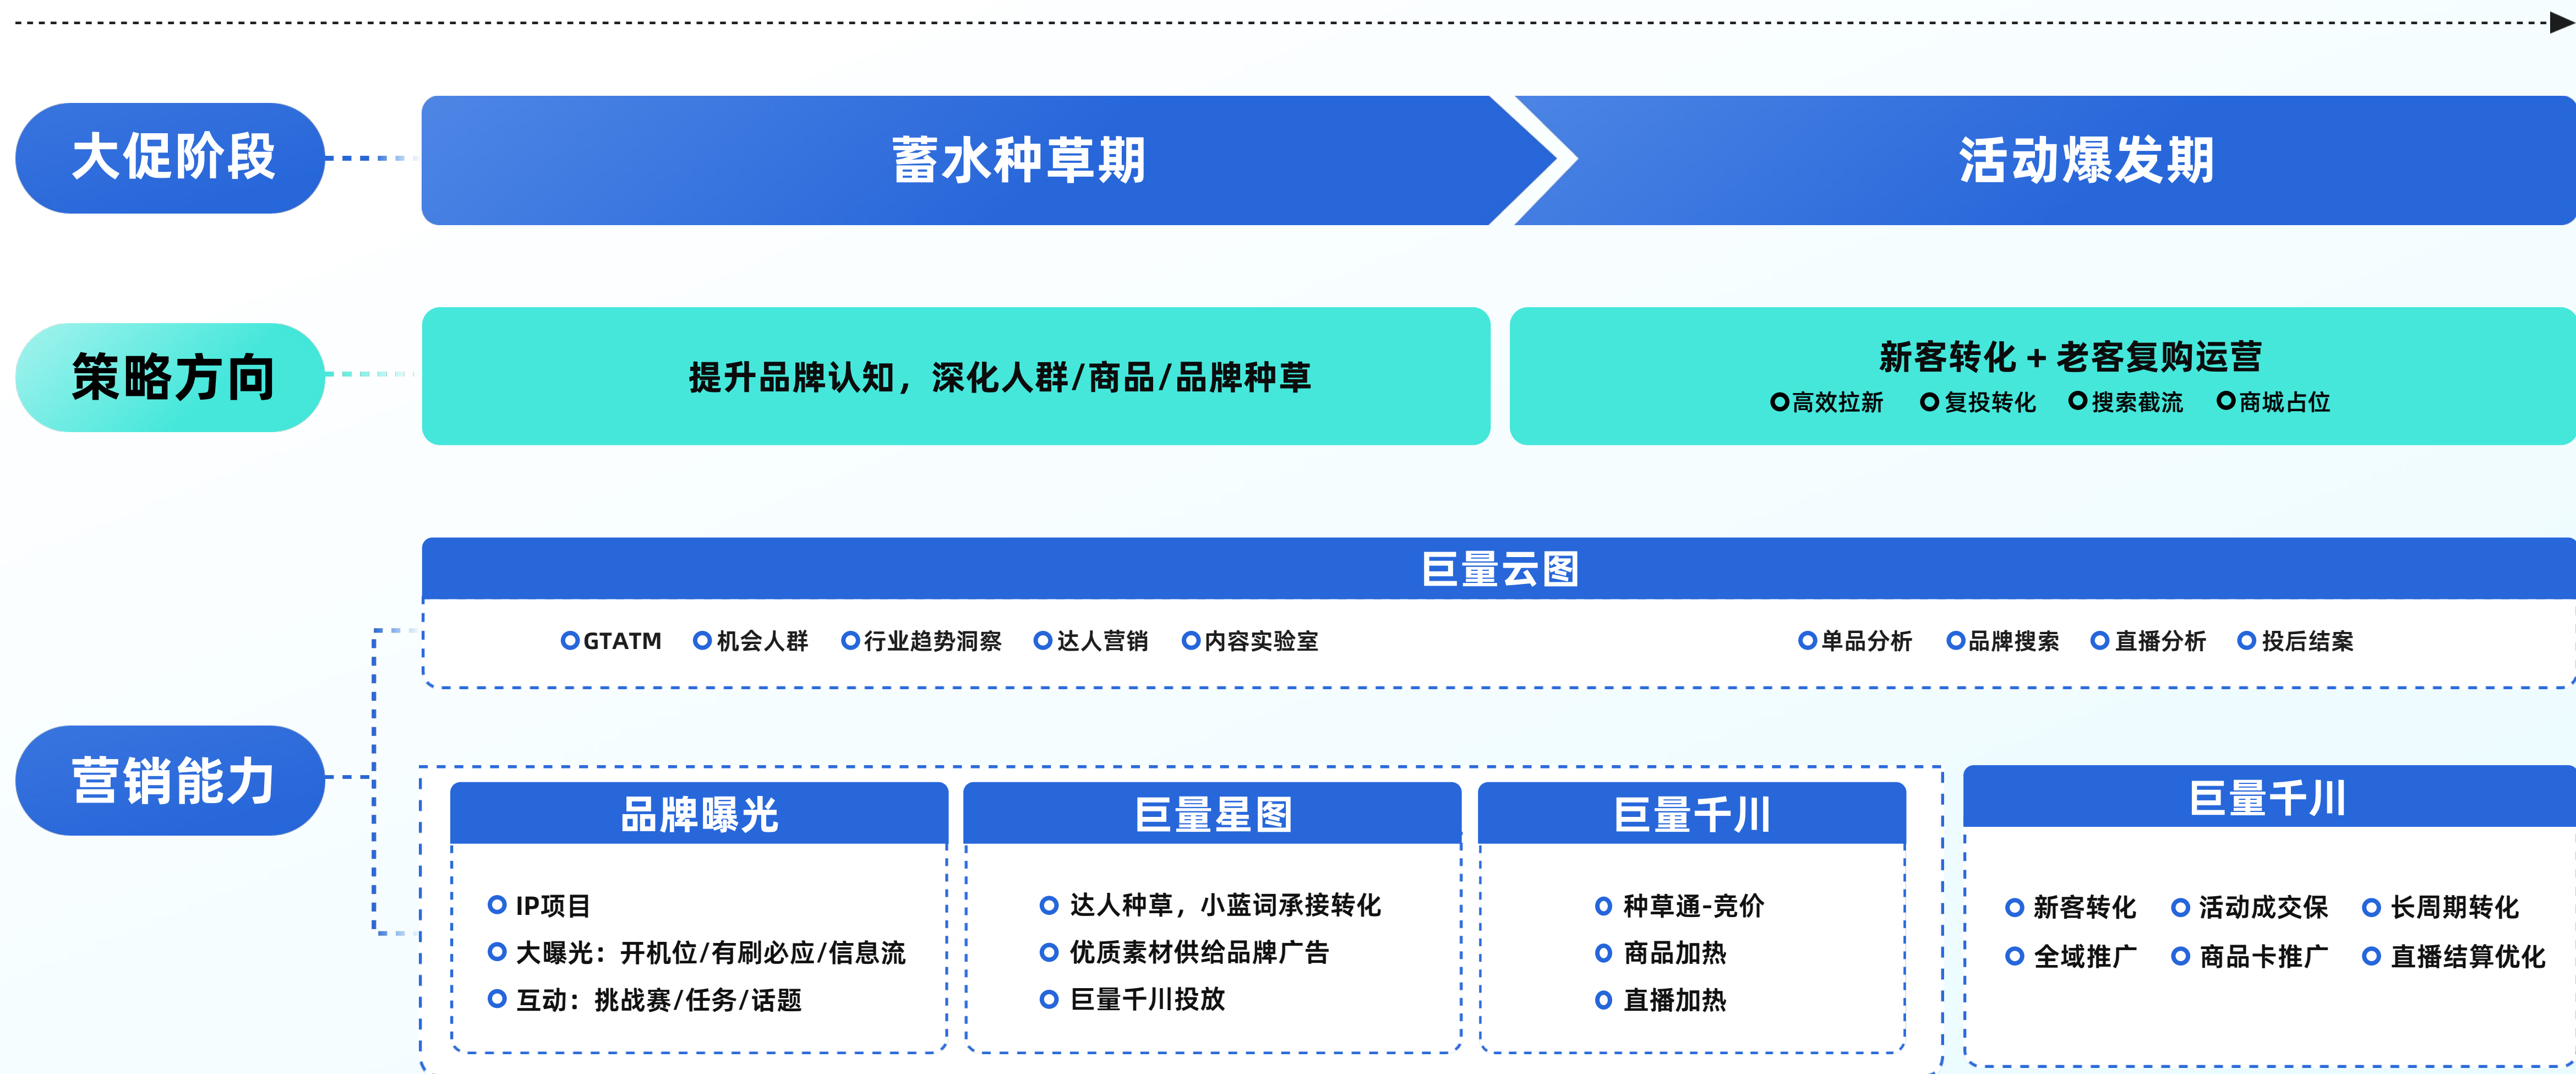 大促阶段
蓄水种草期
活动爆发期
策略方向
提升品牌认知，深化人群/商品/品牌种草
新客转化 + 老客复购运营
高效拉新 复投转化 搜索截流 商城占位
营销能力
巨量云图
GTATM 机会人群 行业趋势洞察 达人营销 内容实验室
单品分析 品牌搜索 直播分析 投后结案
品牌曝光
IP项目
大曝光：开机位/有刷必应/信息流
互动：挑战赛/任务/话题
巨量星图
达人种草，小蓝词承接转化
优质素材供给品牌广告
巨量千川投放
巨量千川
种草通-竞价
商品加热
直播加热
巨量千川
新客转化 活动成交保 长周期转化
全域推广 商品卡推广 直播结算优化